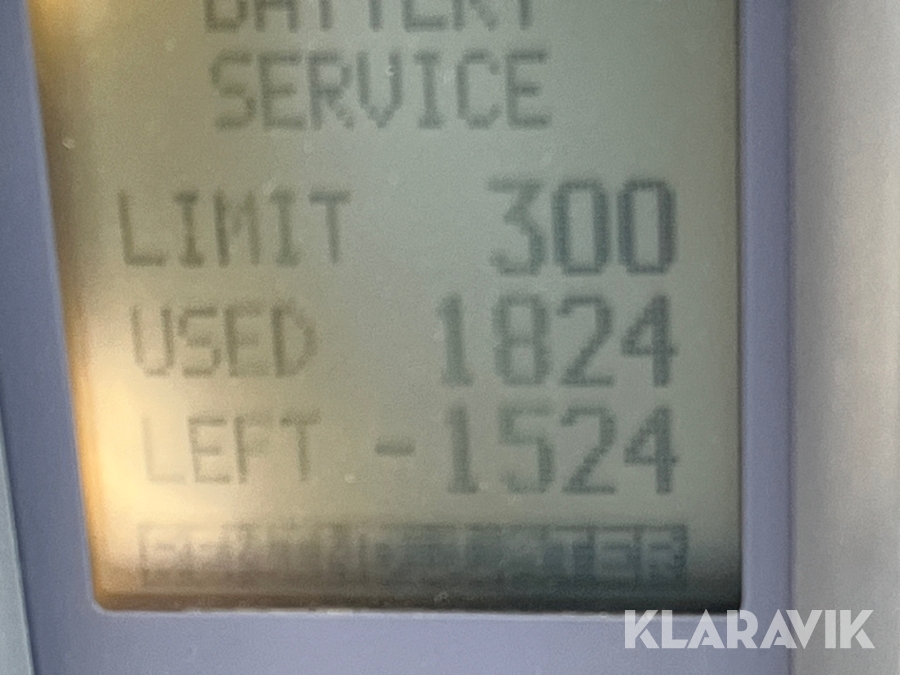 BATTERY
SERVICE
LIMIT 300
USED 1824
LEFT -1524
KLARAVIK